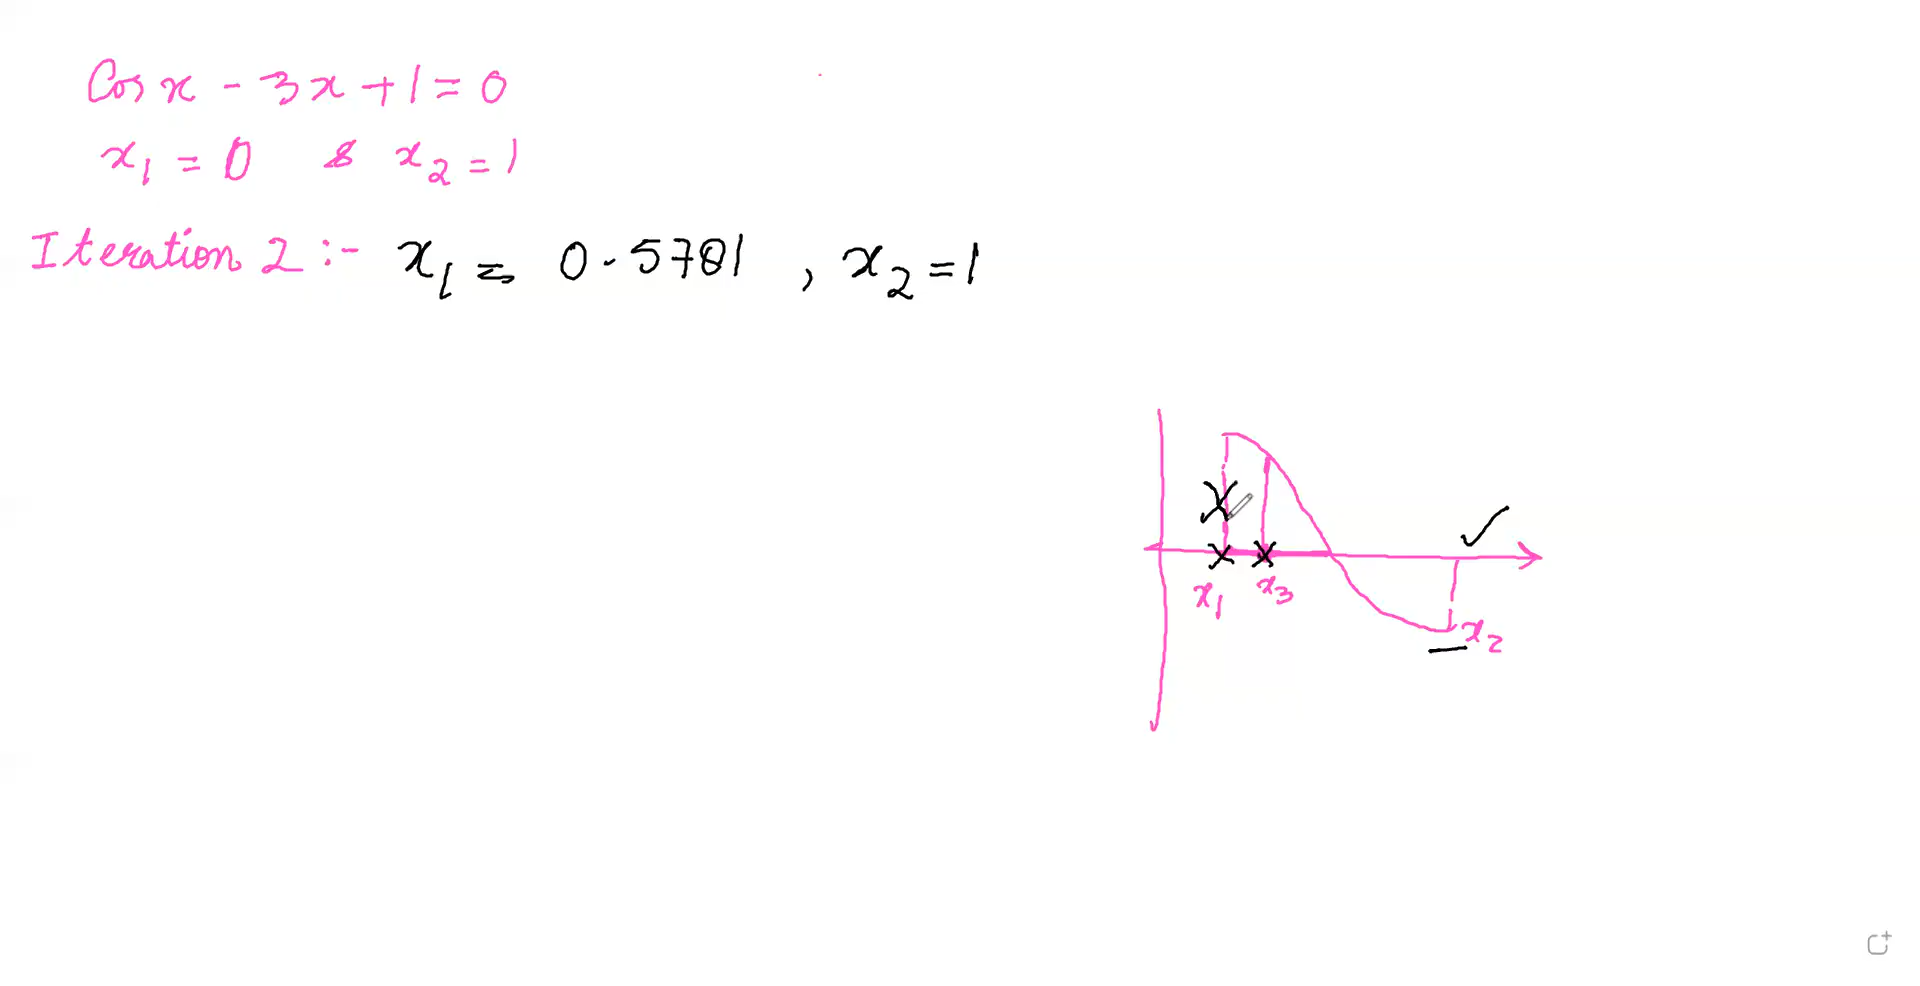 Cos x - 3x + 1 = 0
x₁ = 0 & x₂ = 1
Iteration 2 :- x₁ = 0.5781 , x₂ = 1
x₁ x₃
x₂